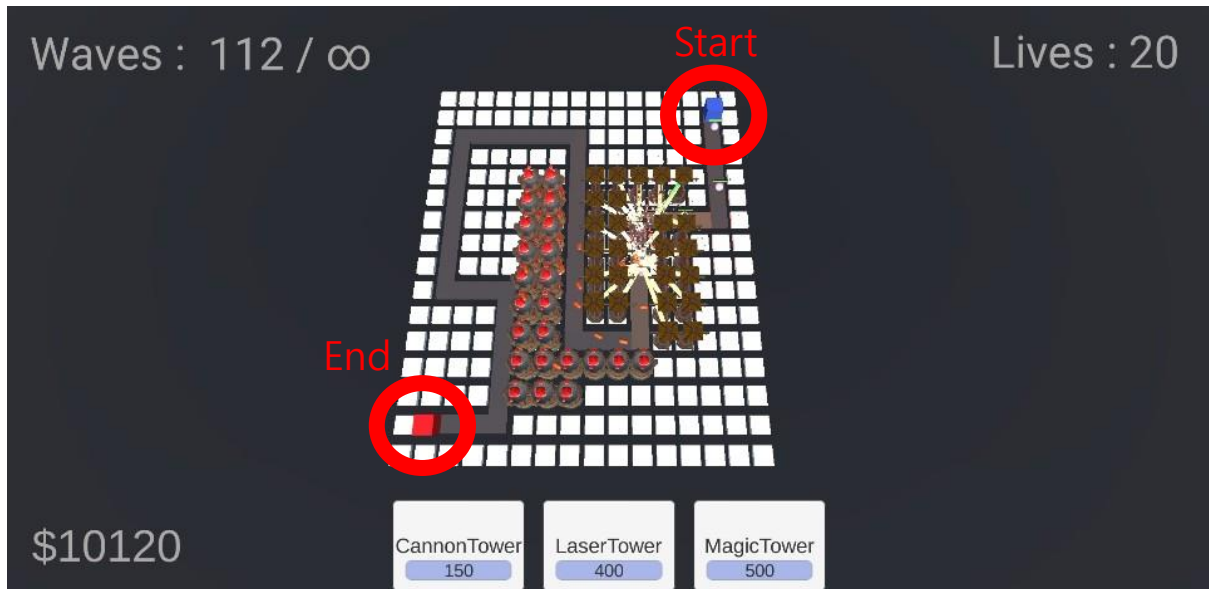 Waves : 112 / ∞
Start
Lives : 20
End
$10120
CannonTower
150
LaserTower
400
MagicTower
500